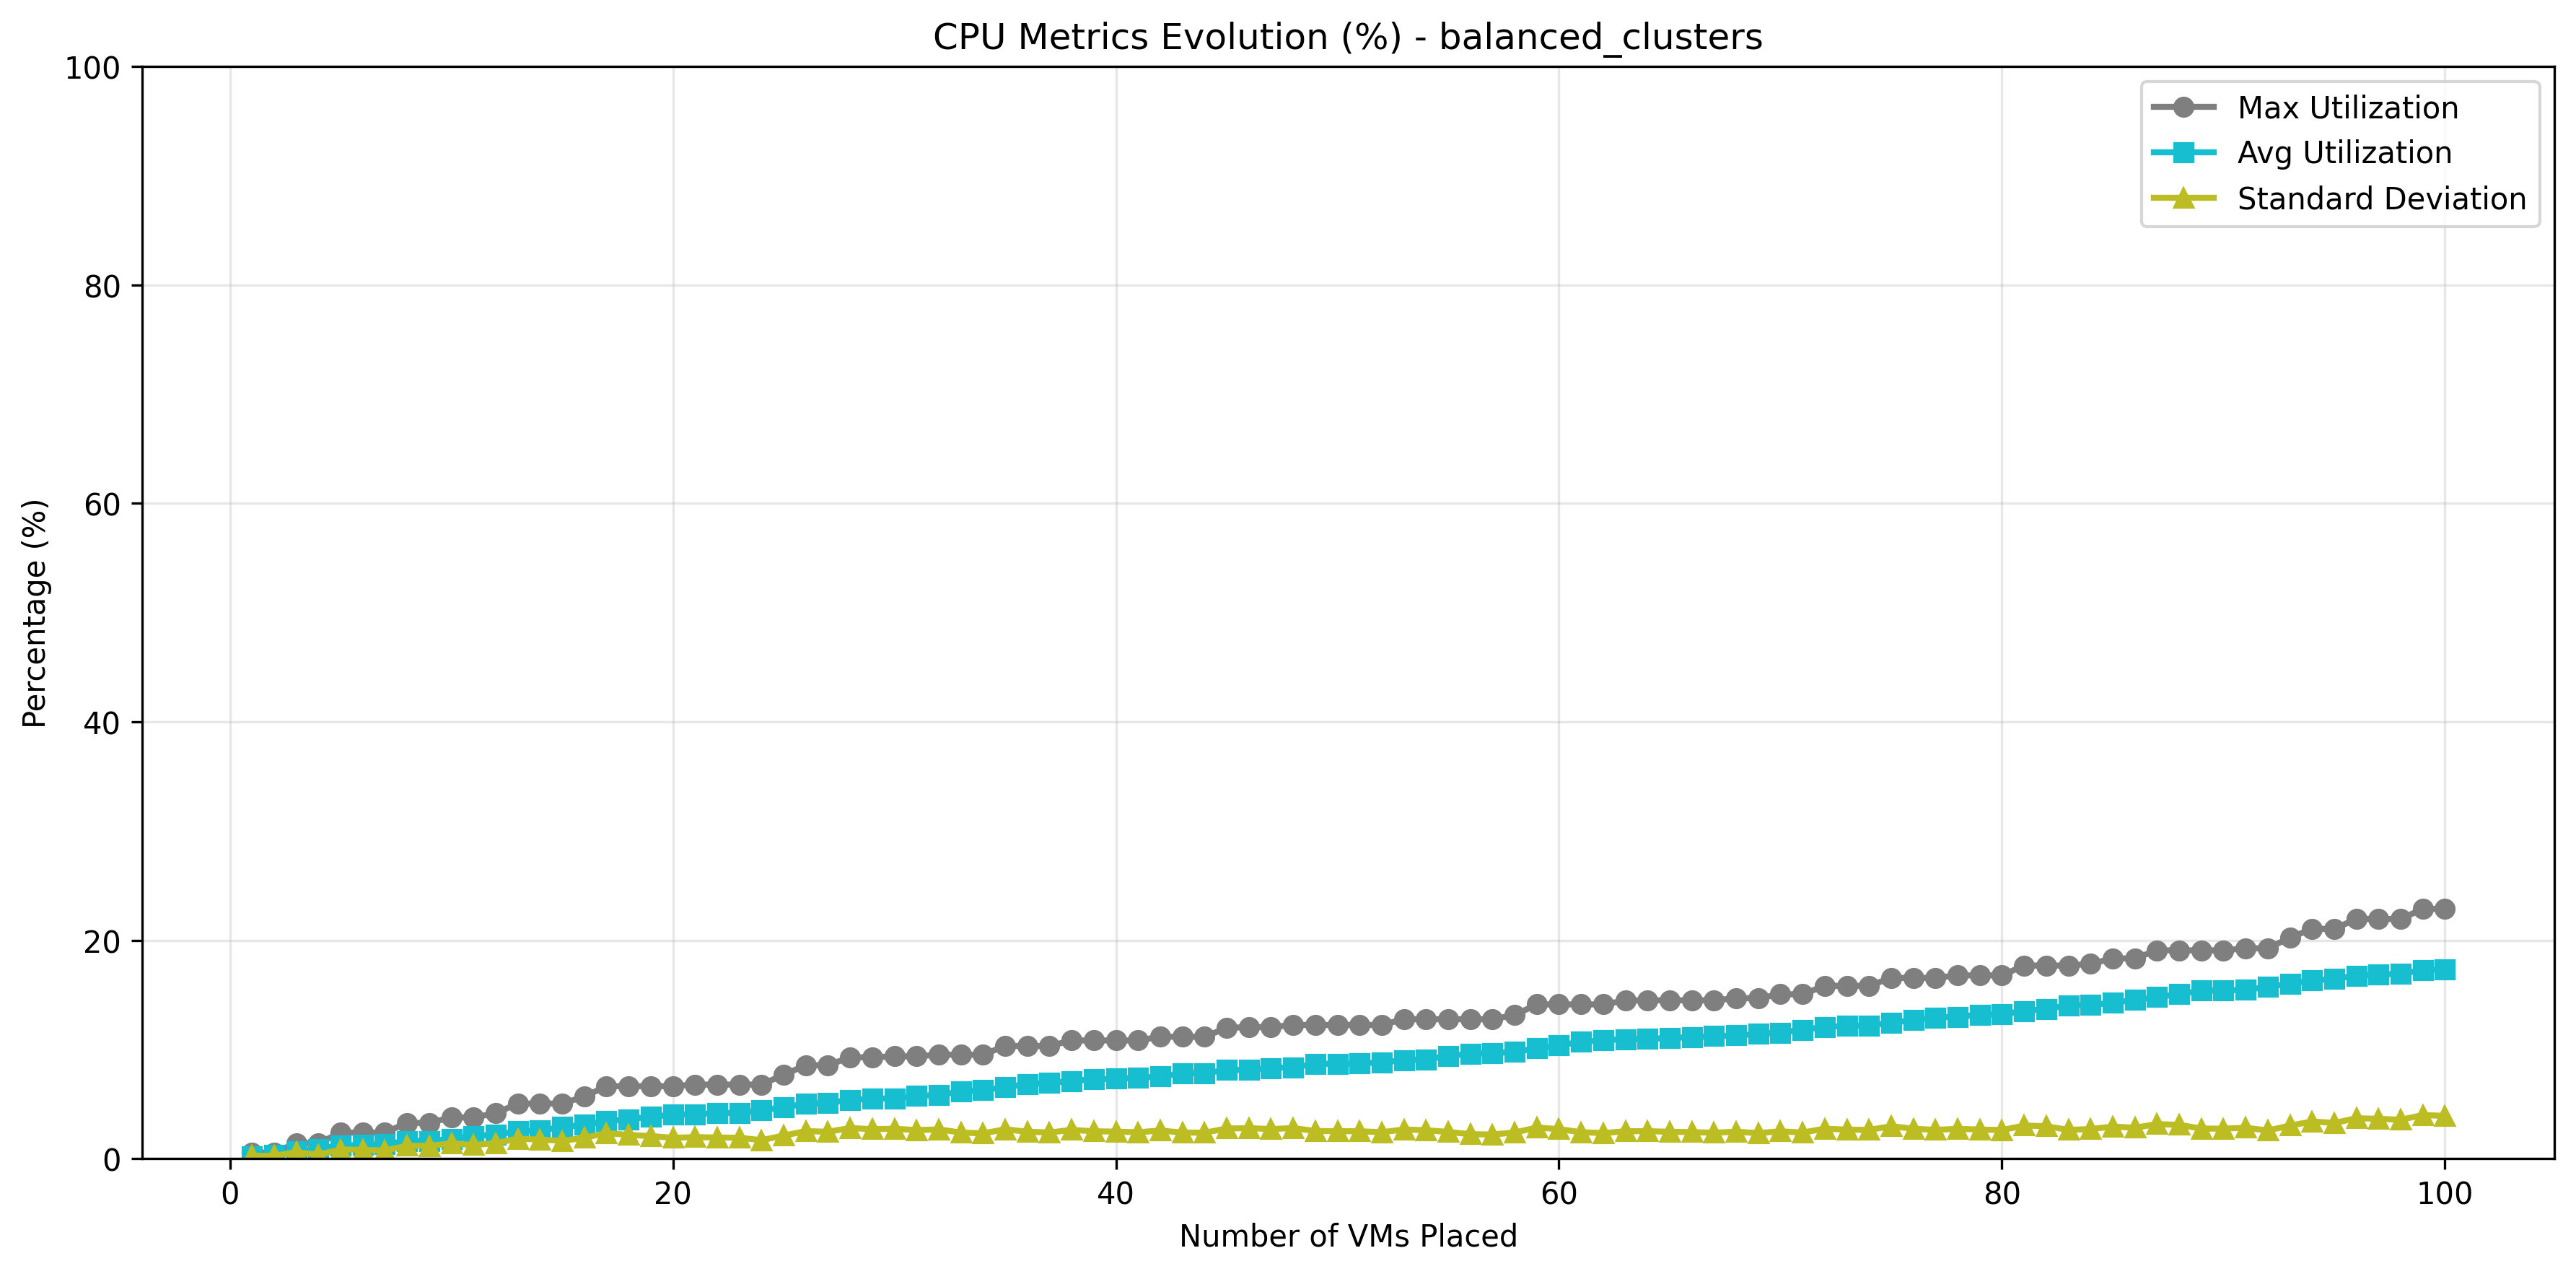 CPU Metrics Evolution (%) - balanced_clusters
Max Utilization
Avg Utilization
Standard Deviation
Percentage (%)
100
80
60
40
20
0
0 20 40 60 80 100
Number of VMs Placed